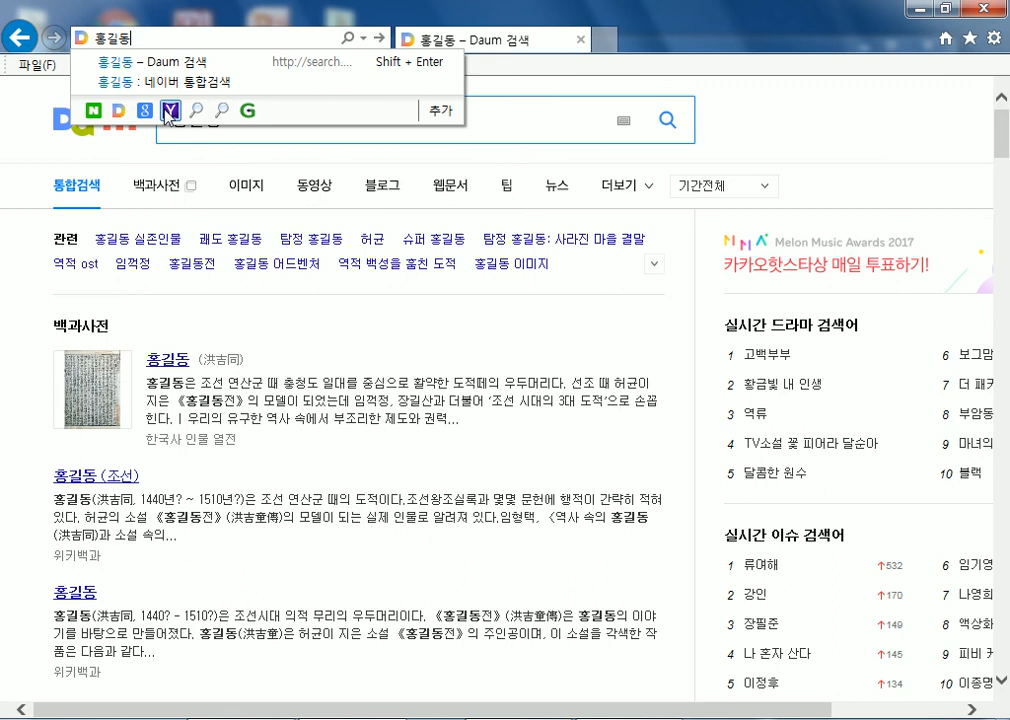 홍길동
홍길동 – Daum 검색
파일(F)
홍길동 – Daum 검색 http://search.... Shift + Enter
홍길동 : 네이버 통합검색
추가
통합검색 백과사전 이미지 동영상 블로그 웹문서 팁 뉴스 더보기 기간전체
관련 홍길동 실존인물 쾌도 홍길동 탐정 홍길동 허균 슈퍼 홍길동 탐정 홍길동: 사라진 마을 결말
역적 ost 임꺽정 홍길동전 홍길동 어드벤처 역적 백성을 훔친 도적 홍길동 이미지
백과사전
홍길동 (洪吉同)
홍길동은 조선 연산군 때 충청도 일대를 중심으로 활약한 도적떼의 우두머리다. 선조 때 허균이
지은 《홍길동전》의 모델이 되었는데 임꺽정, 장길산과 더불어 '조선 시대의 3대 도적'으로 손꼽
힌다. | 우리의 유구한 역사 속에서 부조리한 제도와 권력...
한국사 인물 열전
홍길동 (조선)
홍길동(洪吉同, 1440년? ~ 1510년?)은 조선 연산군 때의 도적이다.조선왕조실록과 몇몇 문헌에 행적이 간략히 적혀
있다. 허균의 소설 《홍길동전》(洪吉童傳)의 모델이 되는 실제 인물로 알려져 있다.임형택, 〈역사 속의 홍길동
(洪吉同)과 소설 속의...
위키백과
홍길동
홍길동(洪吉同, 1440? - 1510?)은 조선시대 의적 무리의 우두머리이다. 《홍길동전》(洪吉童傳)은 홍길동의 이야
기를 바탕으로 만들어졌다. 홍길동(洪吉童)은 허균이 지은 소설 《홍길동전》의 주인공이며, 이 소설을 각색한 작
품은 다음과 같다...
위키백과
MMA Melon Music Awards 2017
카카오핫스타상 매일 투표하기!
실시간 드라마 검색어
1 고백부부 6 보그맘
2 황금빛 내 인생 7 더 패키
3 역류 8 부암동
4 TV소설 꽃 피어라 달순아 9 마녀의
5 달콤한 원수 10 블랙
실시간 이슈 검색어
1 류여해 ↑532 6 임기영
2 강인 ↑170 7 나영희
3 장필준 ↑149 8 액상화
4 나 혼자 산다 ↑145 9 피비 케
5 이정후 ↑134 10 이종명